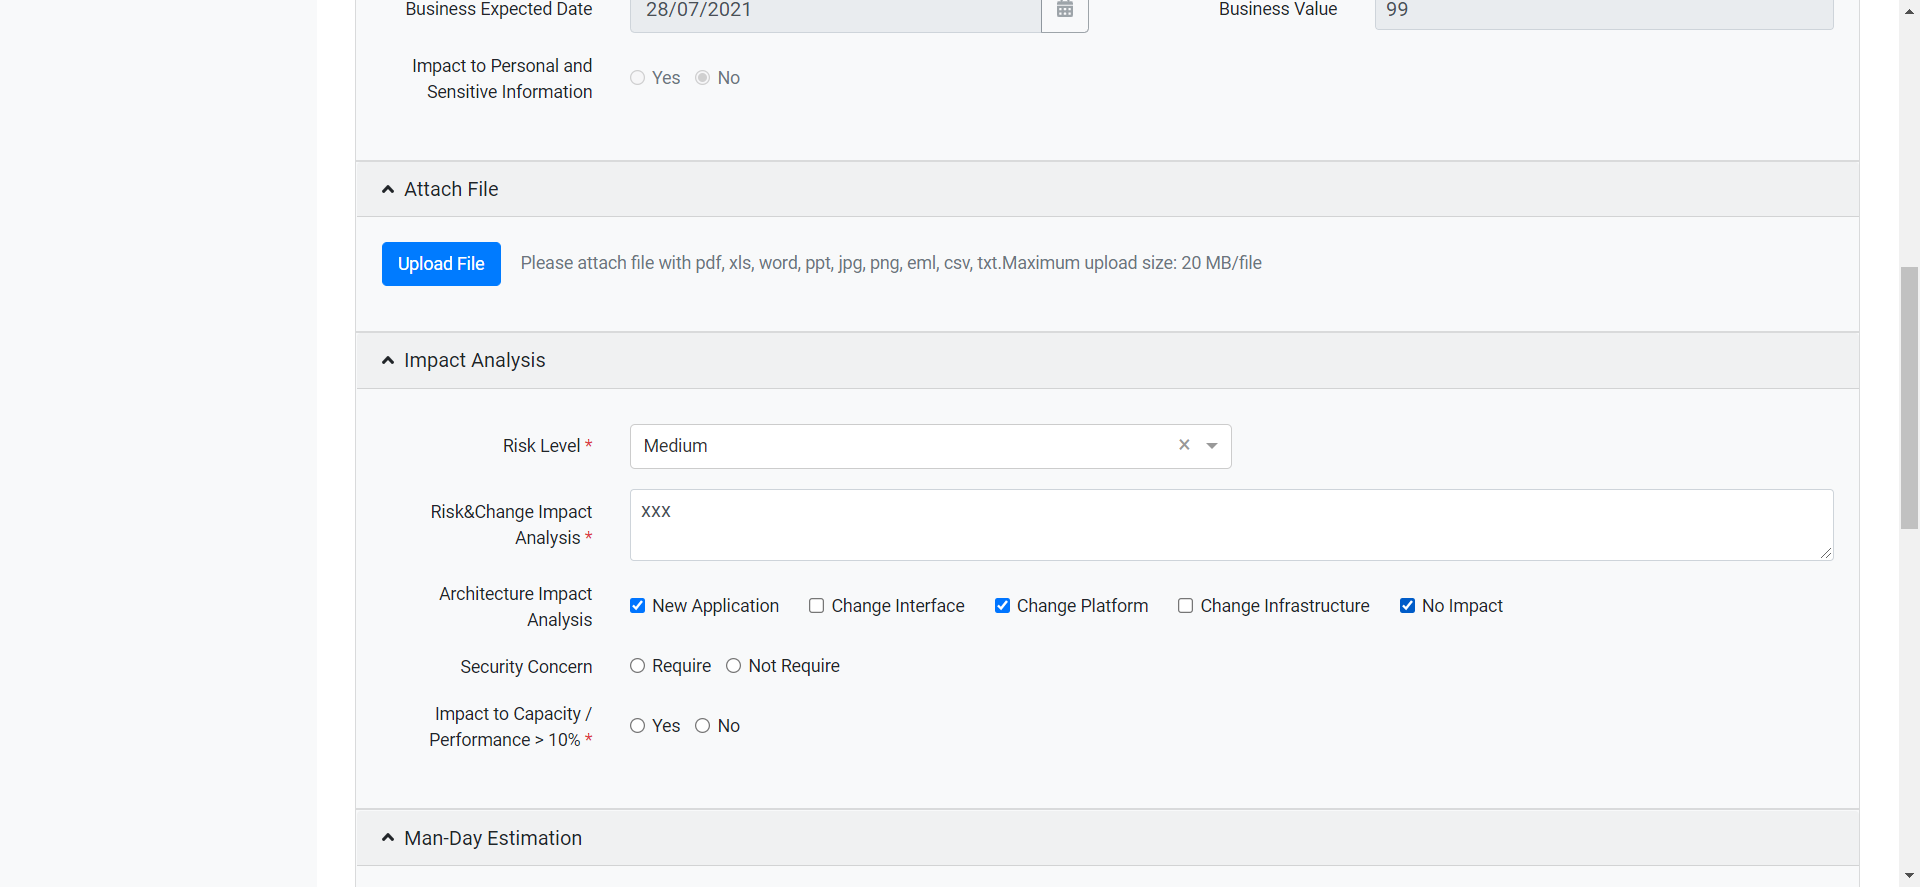 Business Expected Date 28/07/2021 Business Value 99
Impact to Personal and
Sensitive Information
Yes No
Attach File
Upload File Please attach file with pdf, xls, word, ppt, jpg, png, eml, csv, txt.Maximum upload size: 20 MB/file
Impact Analysis
Risk Level * Medium
Risk&Change Impact
Analysis *
xxx
Architecture Impact
Analysis
New Application Change Interface Change Platform Change Infrastructure No Impact
Security Concern Require Not Require
Impact to Capacity /
Performance > 10% *
Yes No
Man-Day Estimation